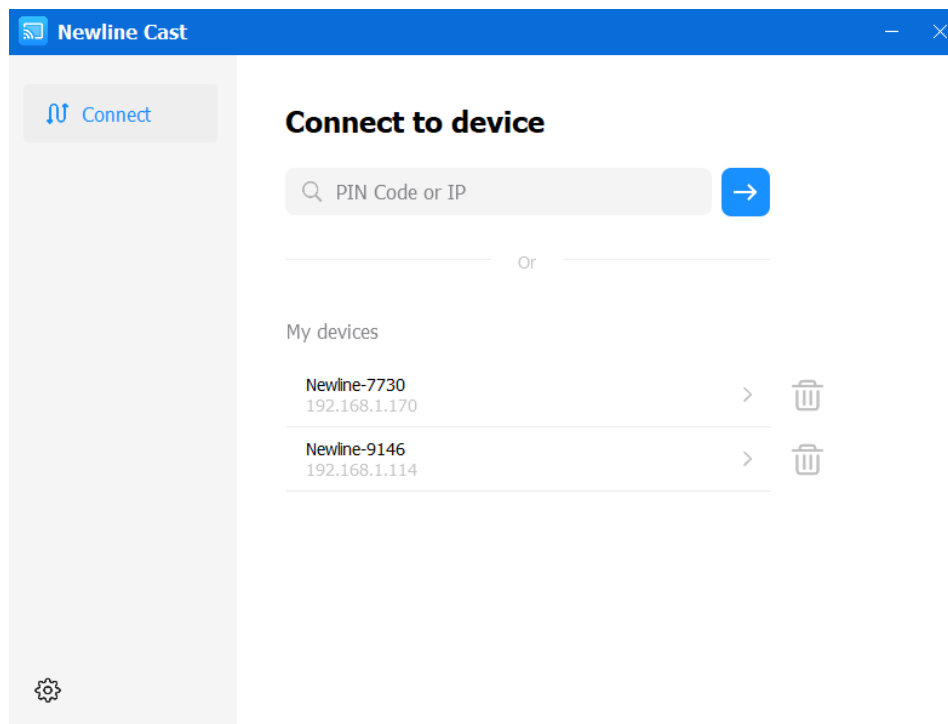 Newline Cast
Connect
Connect to device
PIN Code or IP
Or
My devices
Newline-7730
192.168.1.170
Newline-9146
192.168.1.114